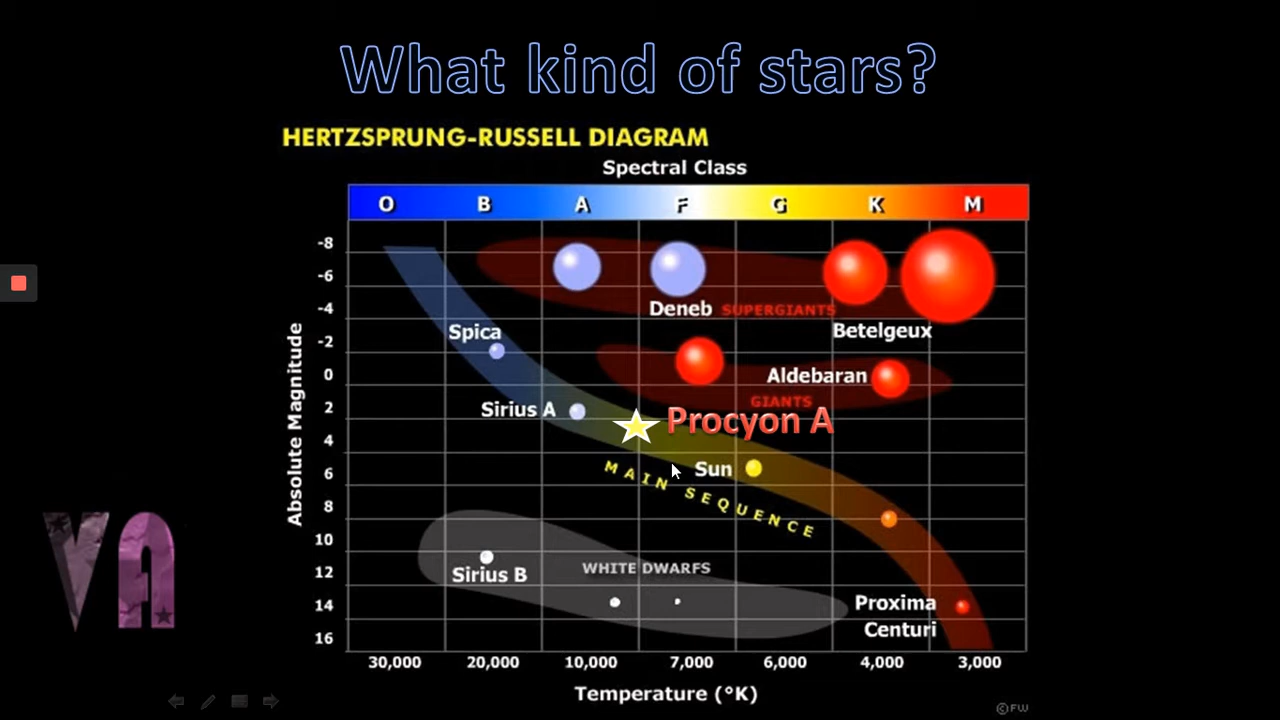 What kind of stars?
HERTZSPRUNG-RUSSELL DIAGRAM
Spectral Class
O B A F G K M
-8
-6
-4
-2
0
2
4
6
8
10
12
14
16
Absolute Magnitude
Deneb
SUPERGIANTS
Betelgeux
Spica
Aldebaran
GIANTS
Sirius A
Procyon A
Sun
MAIN SEQUENCE
WHITE DWARFS
Sirius B
Proxima
Centuri
30,000 20,000 10,000 7,000 6,000 4,000 3,000
Temperature (°K)
VA
©FW